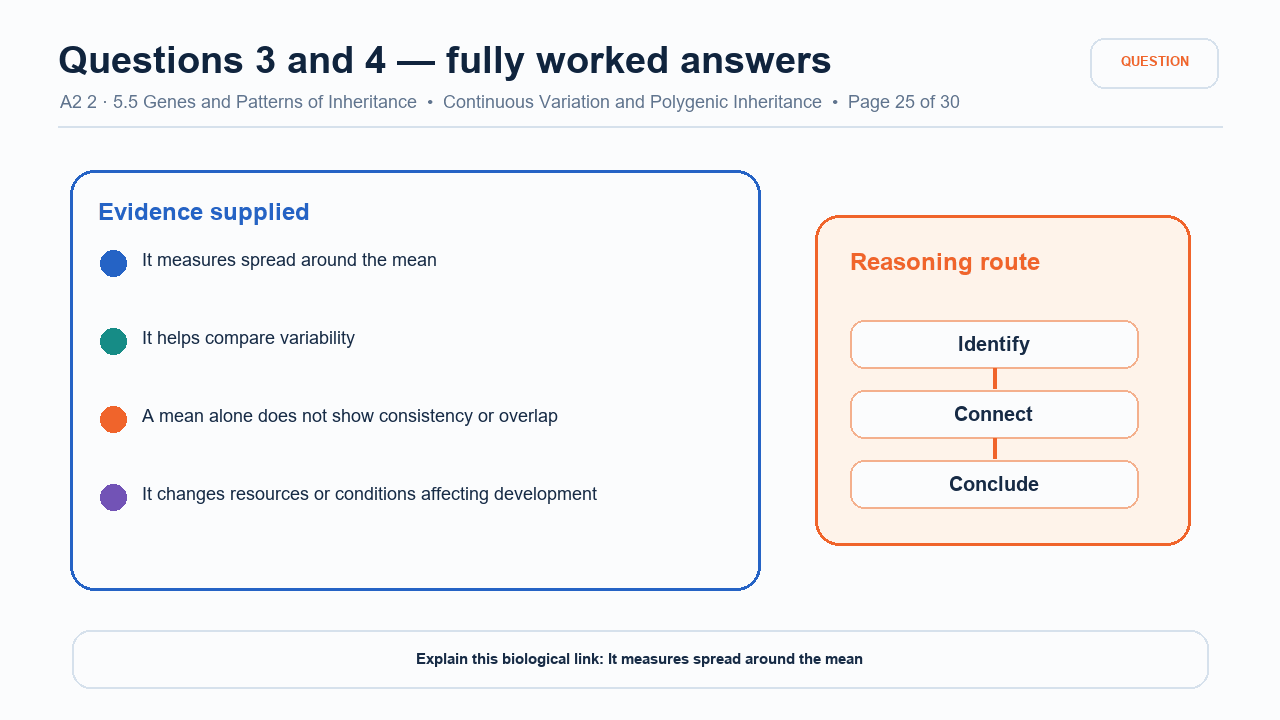 Questions 3 and 4 — fully worked answers
QUESTION
A2 2 · 5.5 Genes and Patterns of Inheritance • Continuous Variation and Polygenic Inheritance • Page 25 of 30
Evidence supplied
It measures spread around the mean
It helps compare variability
A mean alone does not show consistency or overlap
It changes resources or conditions affecting development
Reasoning route
Identify
Connect
Conclude
Explain this biological link: It measures spread around the mean